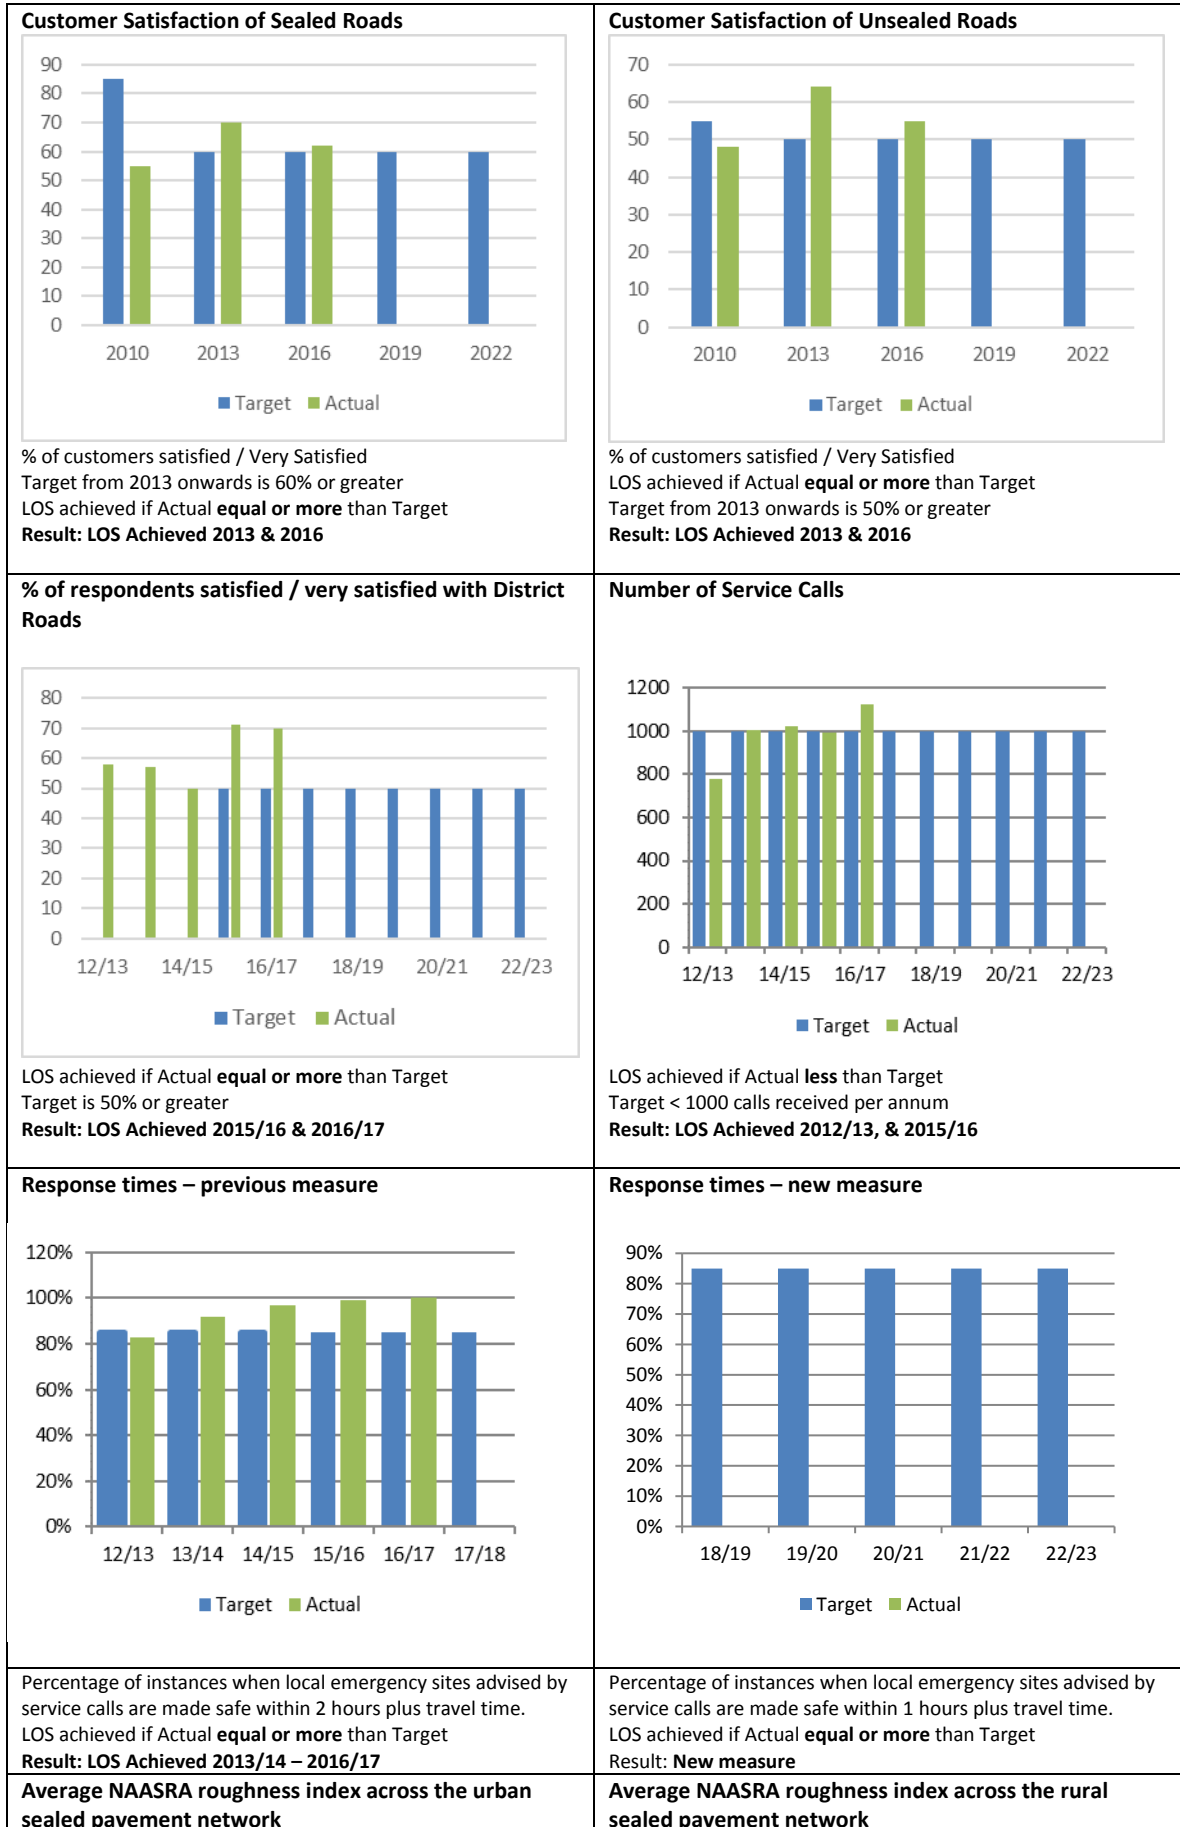 Customer Satisfaction of Sealed Roads
90
80
70
60
50
40
30
20
10
0
2010 2013 2016 2019 2022
Target Actual
% of customers satisfied / Very Satisfied
Target from 2013 onwards is 60% or greater
LOS achieved if Actual equal or more than Target
Result: LOS Achieved 2013 & 2016
Customer Satisfaction of Unsealed Roads
70
60
50
40
30
20
10
0
2010 2013 2016 2019 2022
Target Actual
% of customers satisfied / Very Satisfied
LOS achieved if Actual equal or more than Target
Target from 2013 onwards is 50% or greater
Result: LOS Achieved 2013 & 2016
% of respondents satisfied / very satisfied with District
Roads
80
70
60
50
40
30
20
10
0
12/13 14/15 16/17 18/19 20/21 22/23
Target Actual
LOS achieved if Actual equal or more than Target
Target is 50% or greater
Result: LOS Achieved 2015/16 & 2016/17
Number of Service Calls
1200
1000
800
600
400
200
0
12/13 14/15 16/17 18/19 20/21 22/23
Target Actual
LOS achieved if Actual less than Target
Target < 1000 calls received per annum
Result: LOS Achieved 2012/13, & 2015/16
Response times – previous measure
120%
100%
80%
60%
40%
20%
0%
12/13 13/14 14/15 15/16 16/17 17/18
Target Actual
Percentage of instances when local emergency sites advised by
service calls are made safe within 2 hours plus travel time.
LOS achieved if Actual equal or more than Target
Result: LOS Achieved 2013/14 – 2016/17
Response times – new measure
90%
80%
70%
60%
50%
40%
30%
20%
10%
0%
18/19 19/20 20/21 21/22 22/23
Target Actual
Percentage of instances when local emergency sites advised by
service calls are made safe within 1 hours plus travel time.
LOS achieved if Actual equal or more than Target
Result: New measure
Average NAASRA roughness index across the urban
sealed pavement network
Average NAASRA roughness index across the rural
sealed pavement network